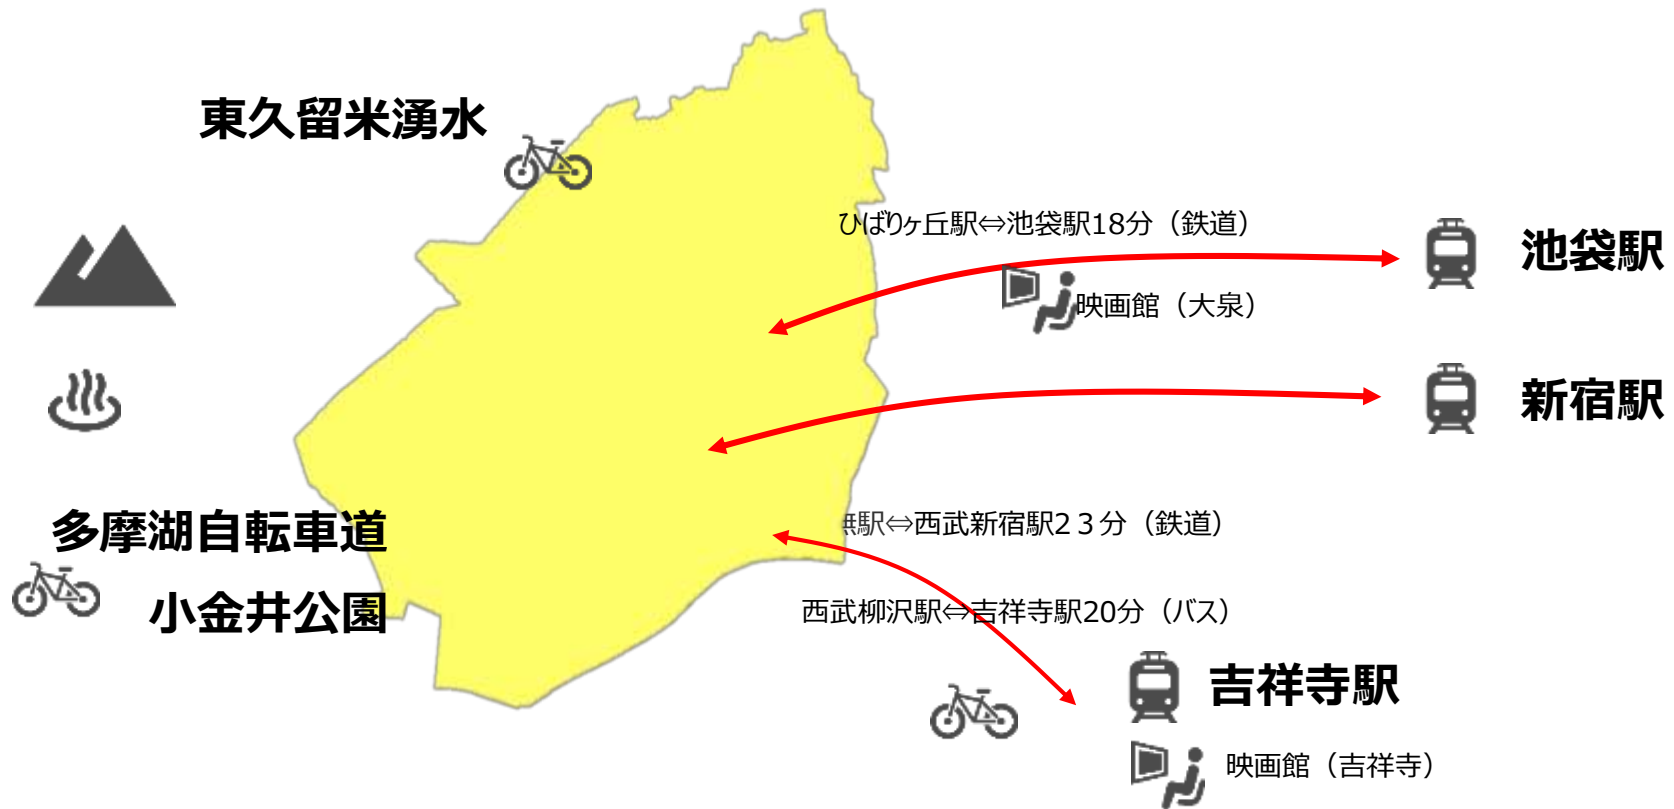 東久留米湧水
ひばりヶ丘駅⇔池袋駅18分（鉄道）
池袋駅
映画館（大泉）
新宿駅
多摩湖自転車道
無駅⇔西武新宿駅2３分（鉄道）
小金井公園
西武柳沢駅⇔吉祥寺駅20分（バス）
吉祥寺駅
映画館（吉祥寺）